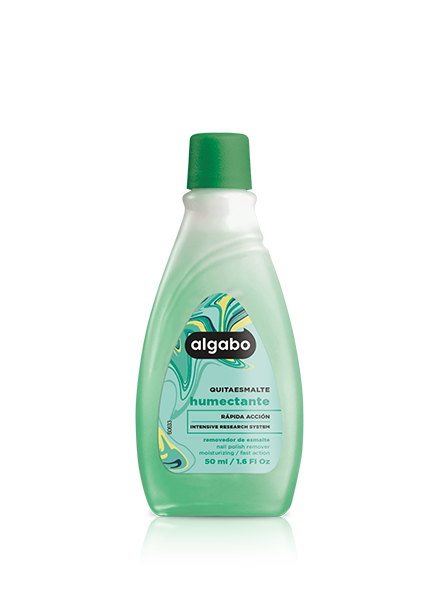 algabo
QUITAESMALTE
humectante
RÁPIDA ACCIÓN
INTENSIVE RESEARCH SYSTEM
removedor de esmalte
nail polish remover
moisturizing / fast action
50 ml / 1.6 Fl Oz